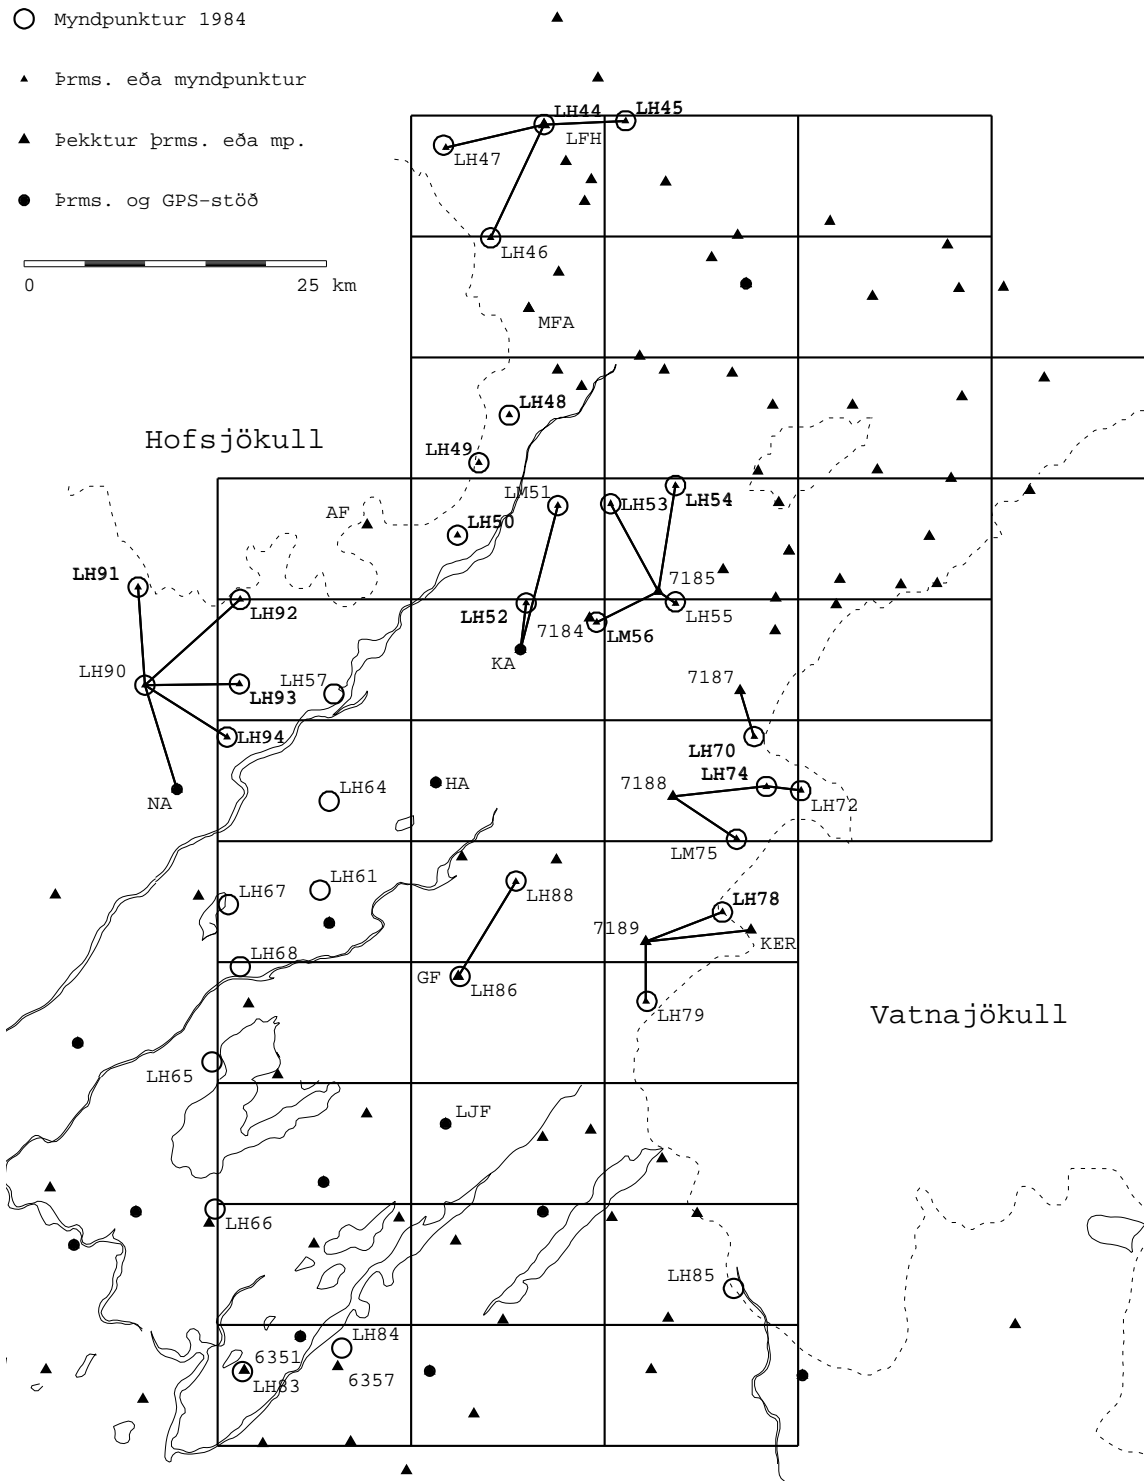 Myndpunktur 1984
Þrms. eða myndpunktur
Þekktur þrms. eða mp.
Þrms. og GPS-stöð
0 25 km
LH44 LH45
LFH
LH47
LH46
MFA
LH48
Hofsjökull
LH49
LM51
LH53
LH54
AF
LH50
LH91
7185
LH92
LH52
LH55
7184
LM56
KA
LH90
LH57
7187
LH93
LH94
LH70
LH74
NA
LH64
HA
7188
LH72
LM75
LH67
LH61
LH88
LH78
7189
KER
LH68
GF
LH86
LH79
Vatnajökull
LH65
LJF
LH66
LH85
LH84
6351
6357
LH83